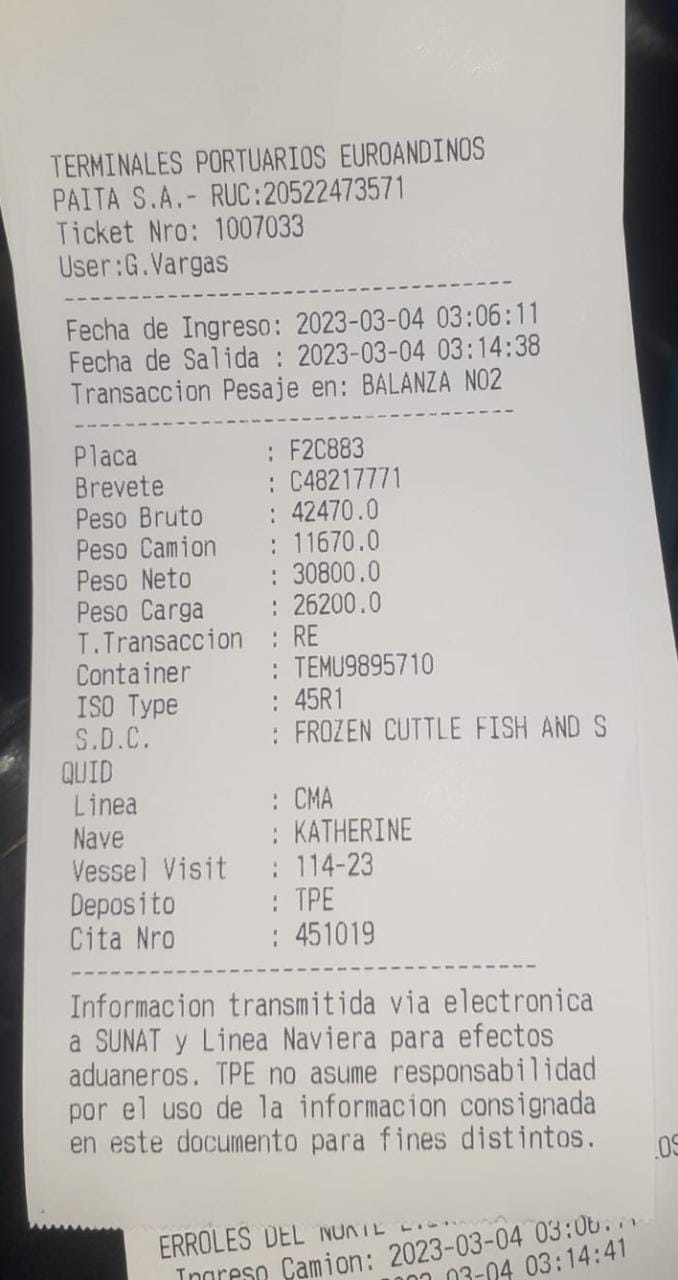 TERMINALES PORTUARIOS EUROANDINOS
PAITA S.A.- RUC:20522473571
Ticket Nro: 1007033
User:G.Vargas
---------------------------------
Fecha de Ingreso: 2023-03-04 03:06:11
Fecha de Salida : 2023-03-04 03:14:38
Transaccion Pesaje en: BALANZA NO2
---------------------------------
Placa : F2C883
Brevete : C48217771
Peso Bruto : 42470.0
Peso Camion : 11670.0
Peso Neto : 30800.0
Peso Carga : 26200.0
T.Transaccion : RE
Container : TEMU9895710
ISO Type : 45R1
S.D.C. : FROZEN CUTTLE FISH AND S
QUID
Linea : CMA
Nave : KATHERINE
Vessel Visit : 114-23
Deposito : TPE
Cita Nro : 451019
---------------------------------
Informacion transmitida via electronica
a SUNAT y Linea Naviera para efectos
aduaneros. TPE no asume responsabilidad
por el uso de la informacion consignada
en este documento para fines distintos.
ERROLES DEL NORTE
Ingreso Camion: 2023-03-04 03:06:
03-04 03:14:41